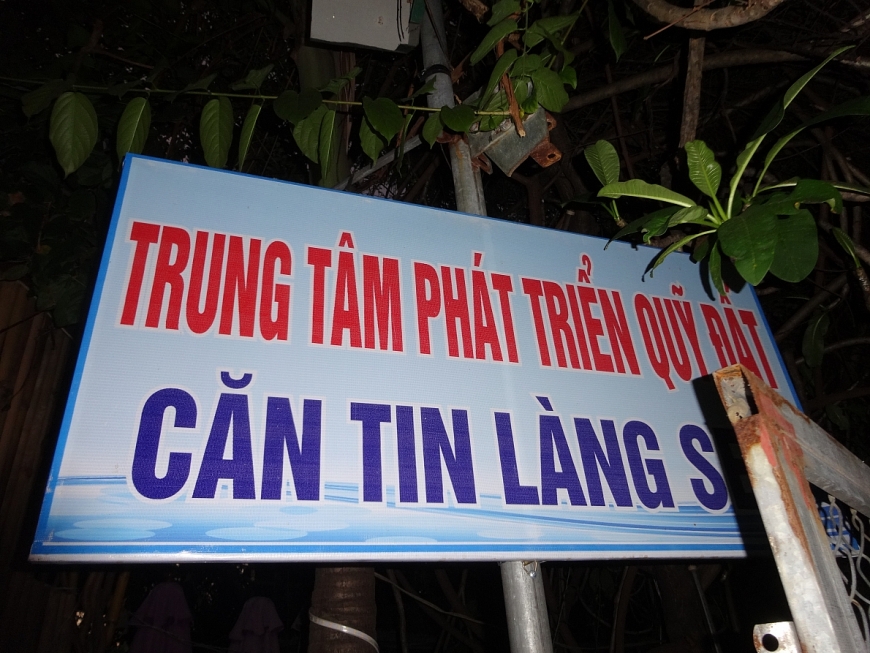 TRUNG TÂM PHÁT TRIỂN QUỸ ĐẤT
CĂN TIN LÀNG S